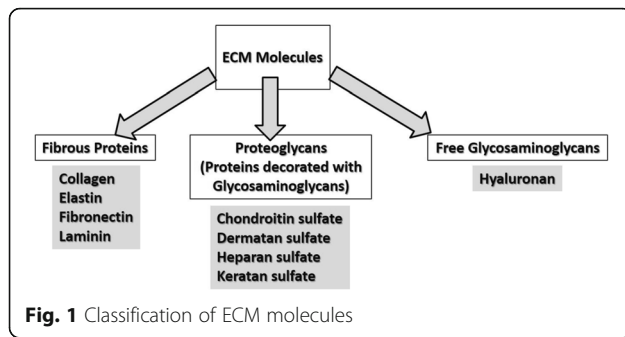 ECM Molecules
Fibrous Proteins
Collagen
Elastin
Fibronectin
Laminin
Proteoglycans
(Proteins decorated with
Glycosaminoglycans)
Chondroitin sulfate
Dermatan sulfate
Heparan sulfate
Keratan sulfate
Free Glycosaminoglycans
Hyaluronan
Fig. 1 Classification of ECM molecules